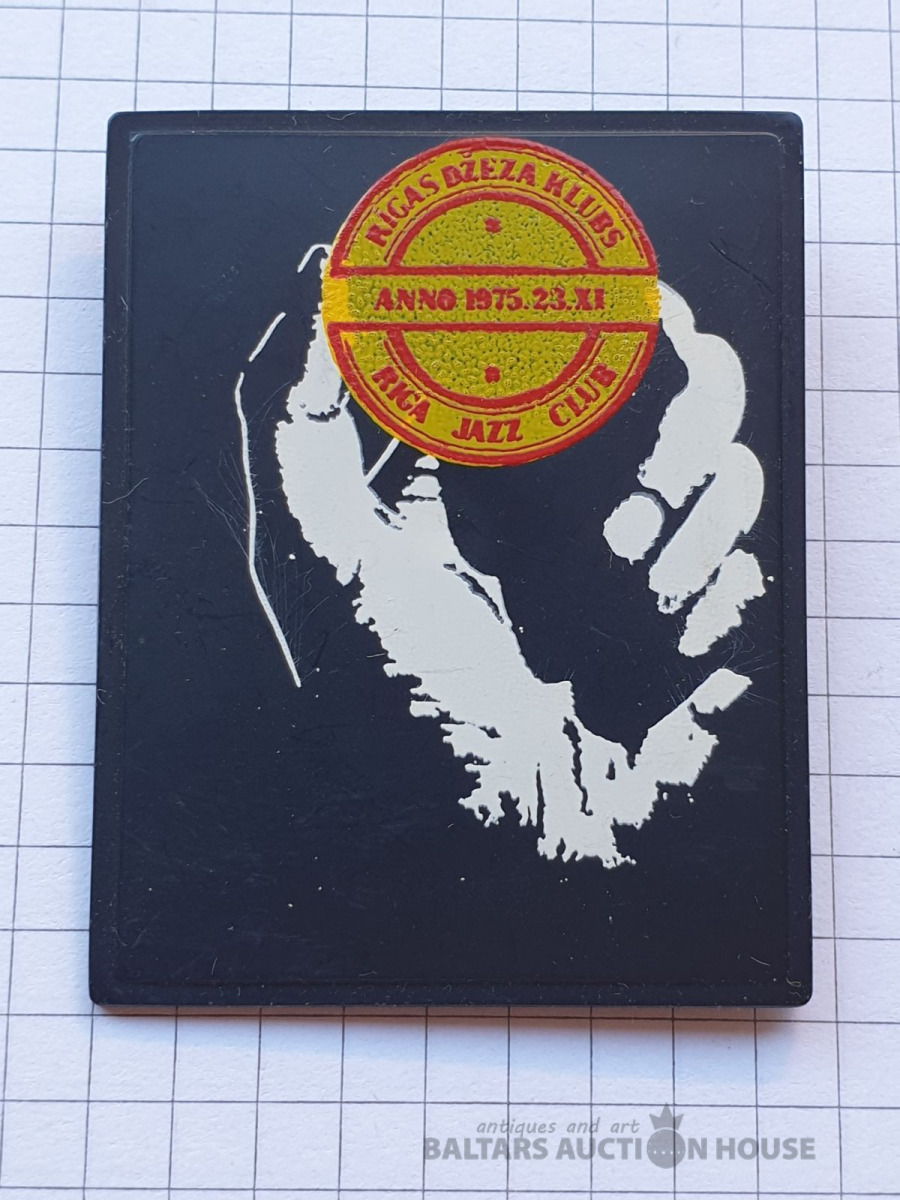 RĪGAS DŽEZA KLUBS
ANNO 1975.23.XI
RIGA JAZZ CLUB
antiques and art
BALTARS AUCTION HOUSE